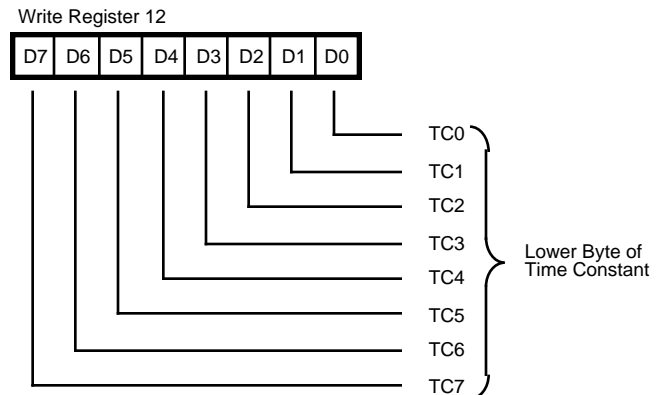 Write Register 12
D7 D6 D5 D4 D3 D2 D1 D0
TC0
TC1
TC2
TC3
TC4
TC5
TC6
TC7
Lower Byte of
Time Constant